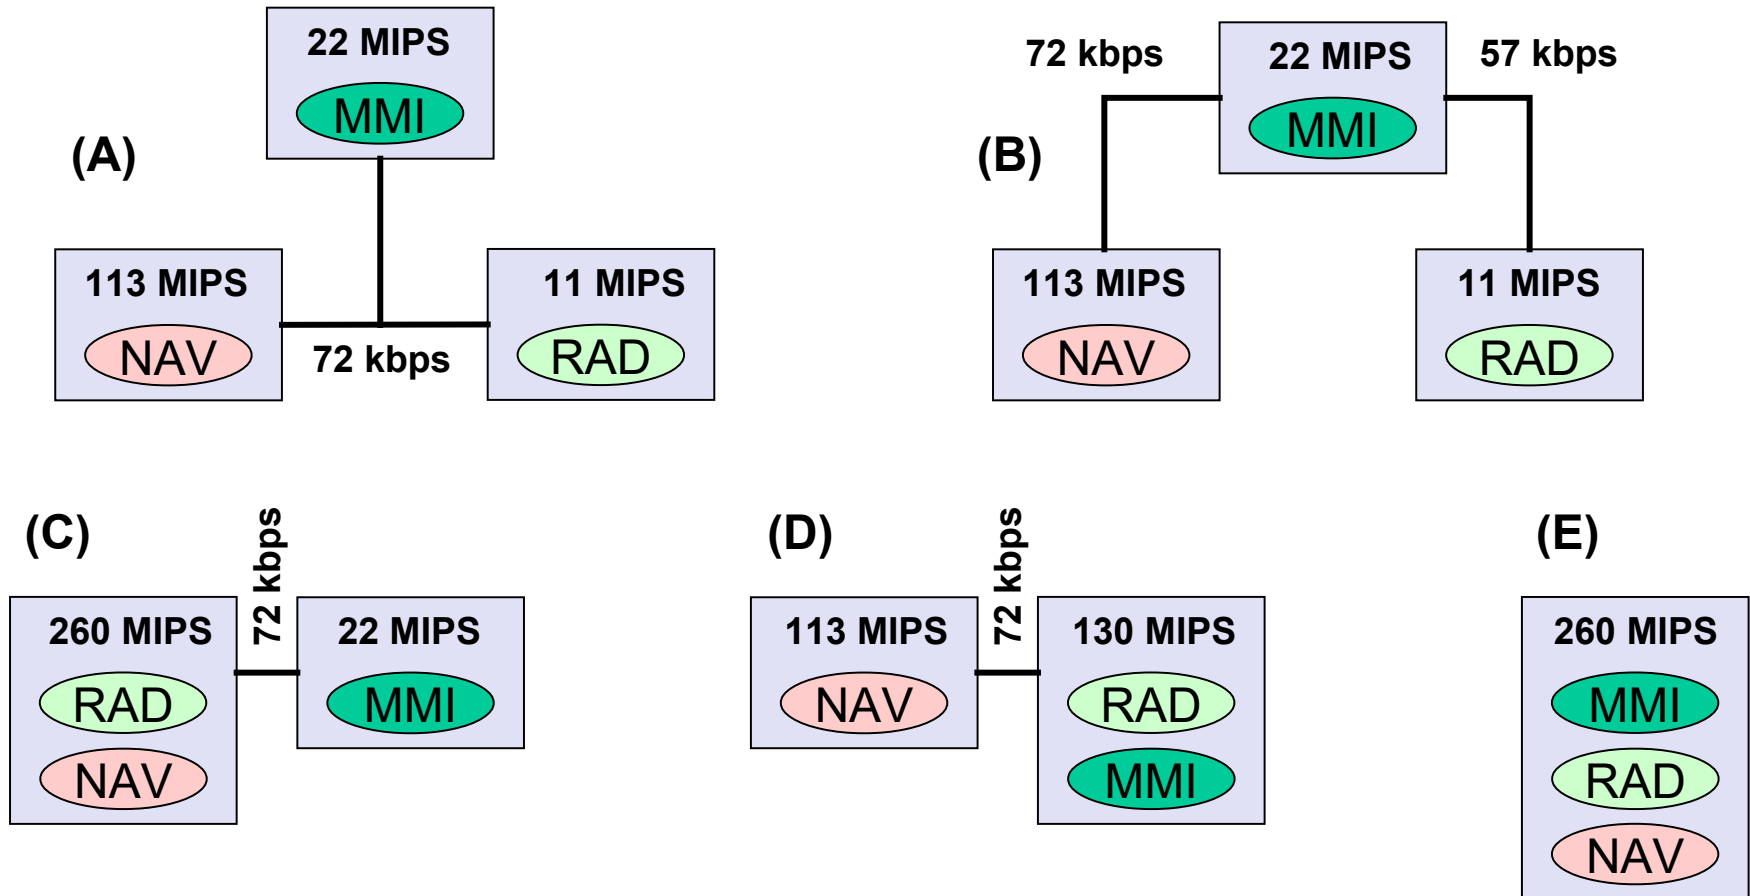 (A)
22 MIPS
MMI
113 MIPS
NAV
72 kbps
11 MIPS
RAD
(B)
72 kbps
22 MIPS
MMI
57 kbps
113 MIPS
NAV
11 MIPS
RAD
(C)
260 MIPS
RAD
NAV
72 kbps
22 MIPS
MMI
(D)
113 MIPS
NAV
72 kbps
130 MIPS
RAD
MMI
(E)
260 MIPS
MMI
RAD
NAV